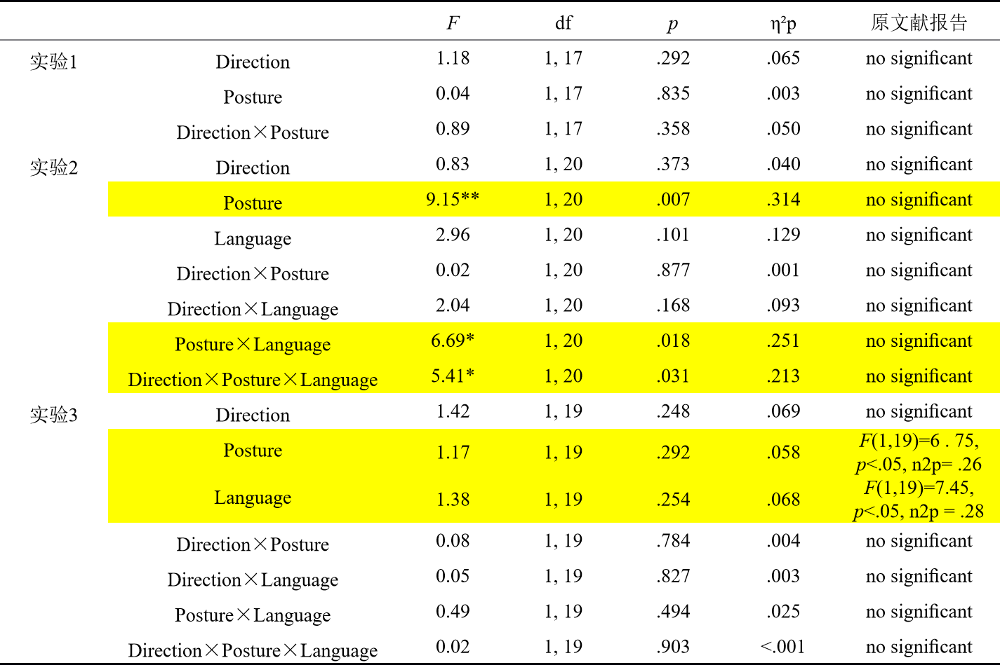 F df p η²p 原文献报告
实验1 Direction 1.18 1, 17 .292 .065 no significant
Posture 0.04 1, 17 .835 .003 no significant
Direction×Posture 0.89 1, 17 .358 .050 no significant
实验2 Direction 0.83 1, 20 .373 .040 no significant
Posture 9.15** 1, 20 .007 .314 no significant
Language 2.96 1, 20 .101 .129 no significant
Direction×Posture 0.02 1, 20 .877 .001 no significant
Direction×Language 2.04 1, 20 .168 .093 no significant
Posture×Language 6.69* 1, 20 .018 .251 no significant
Direction×Posture×Language 5.41* 1, 20 .031 .213 no significant
实验3 Direction 1.42 1, 19 .248 .069 no significant
Posture 1.17 1, 19 .292 .058 F(1,19)=6 . 75,
p<.05, n2p= .26
Language 1.38 1, 19 .254 .068 F(1,19)=7.45,
p<.05, n2p = .28
Direction×Posture 0.08 1, 19 .784 .004 no significant
Direction×Language 0.05 1, 19 .827 .003 no significant
Posture×Language 0.49 1, 19 .494 .025 no significant
Direction×Posture×Language 0.02 1, 19 .903 <.001 no significant